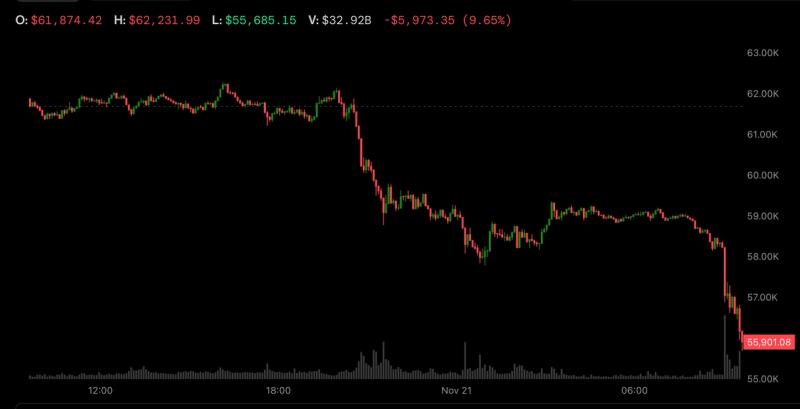 O: $61,874.42 H: $62,231.99 L: $55,685.15 V: $32.92B -$5,973.35 (9.65%)
63.00K
62.00K
61.00K
60.00K
59.00K
58.00K
57.00K
55,901.08
55.00K
12:00 18:00 Nov 21 06:00